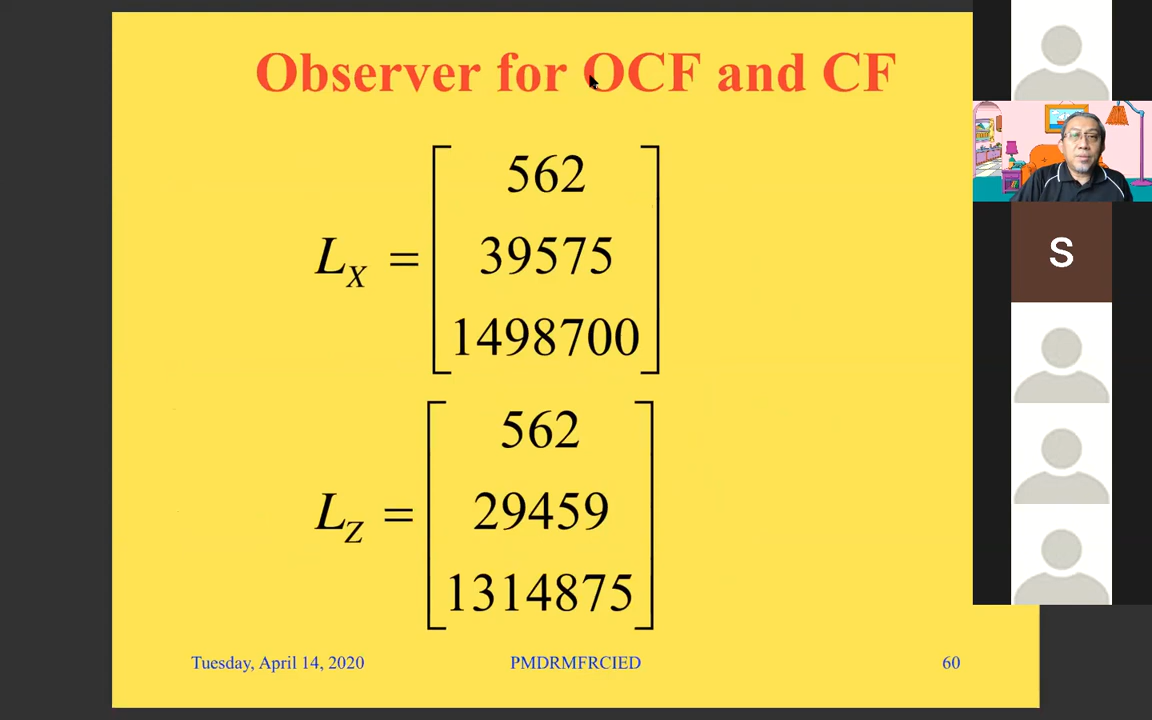 Observer for OCF and CF
L_X = [562
39575
1498700]
L_Z = [562
29459
1314875]
S
Tuesday, April 14, 2020 PMDRMFRCIED 60